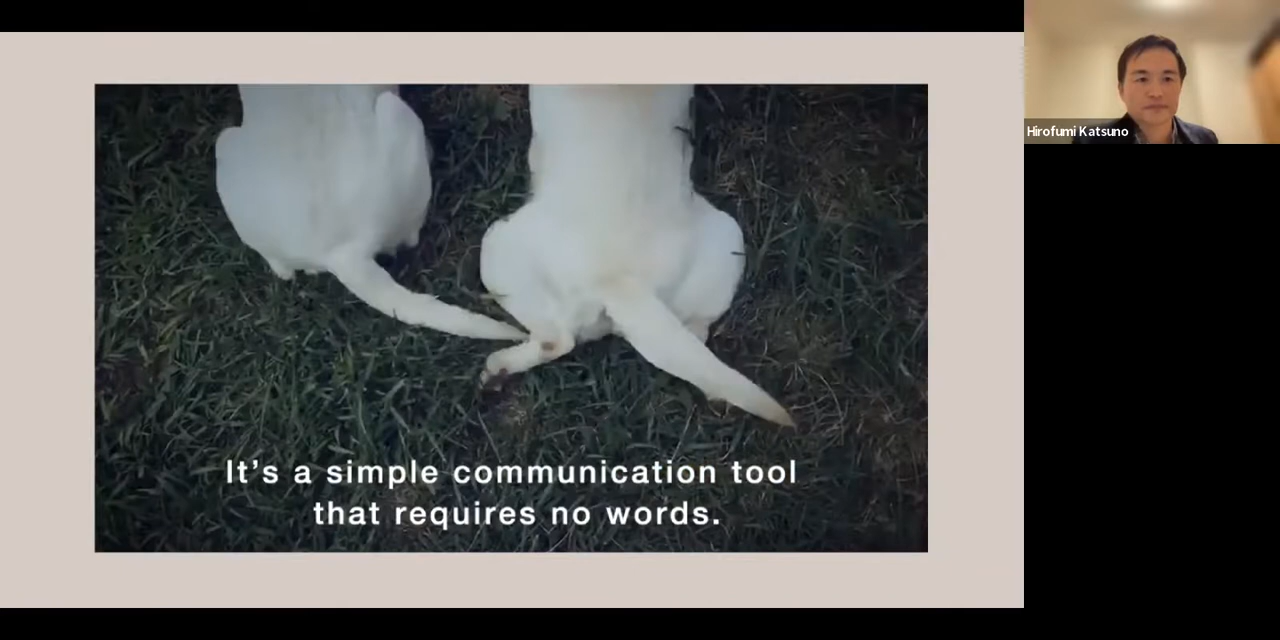 Hirofumi Katsuno
It’s a simple communication tool
that requires no words.